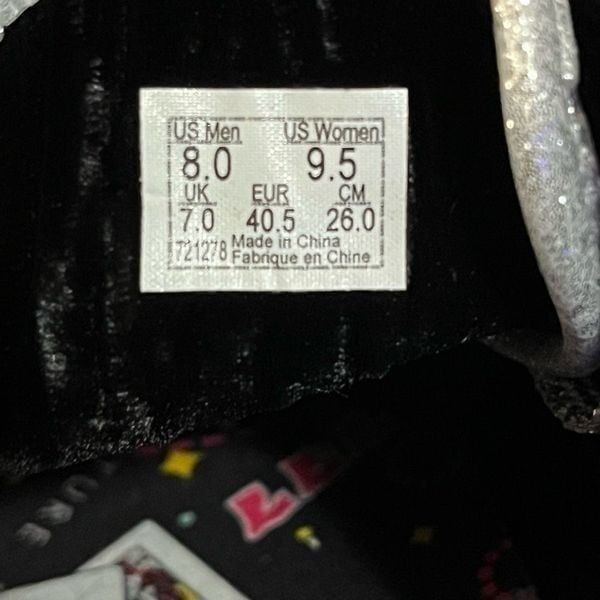 US Men US Women
8.0 9.5
UK EUR CM
7.0 40.5 26.0
721278 Made in China
Fabrique en Chine